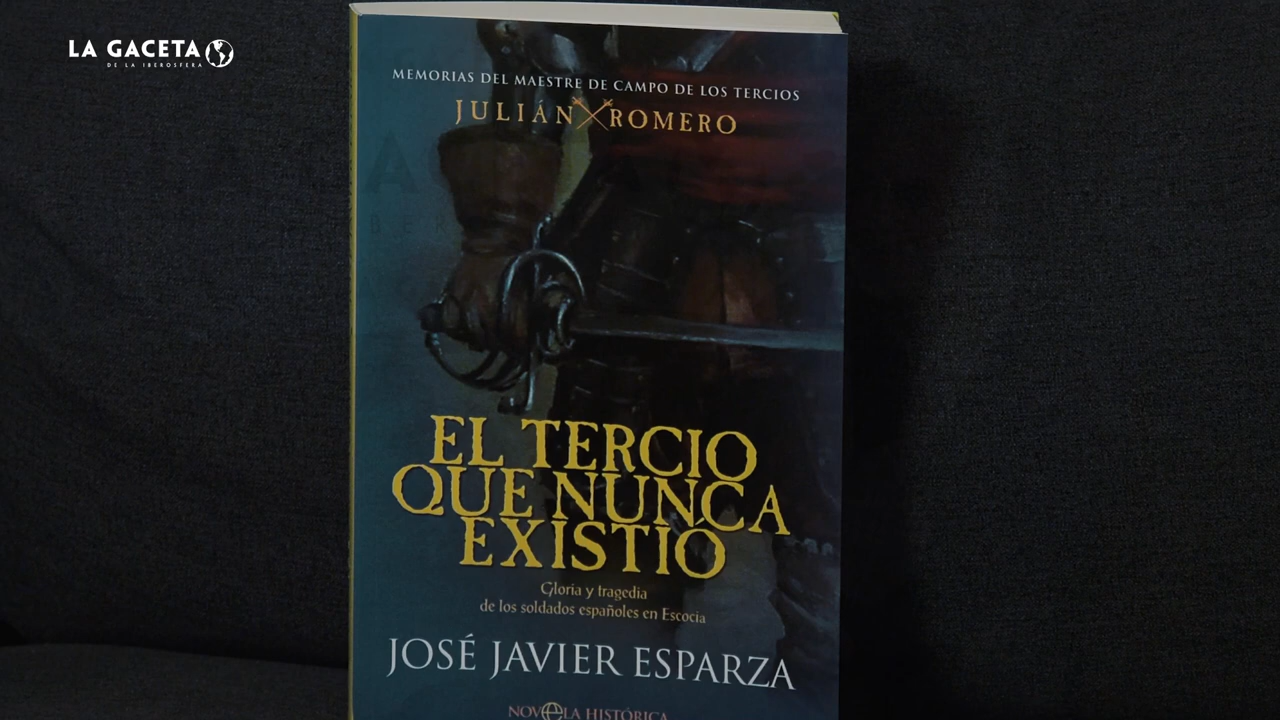 LA GACETA
DE LA IBEROSFERA
MEMORIAS DEL MAESTRE DE CAMPO DE LOS TERCIOS
JULIÁN ROMERO
EL TERCIO
QUE NUNCA
EXISTIÓ
Gloria y tragedia
de los soldados españoles en Escocia
JOSÉ JAVIER ESPARZA
NOVELA HISTÓRICA